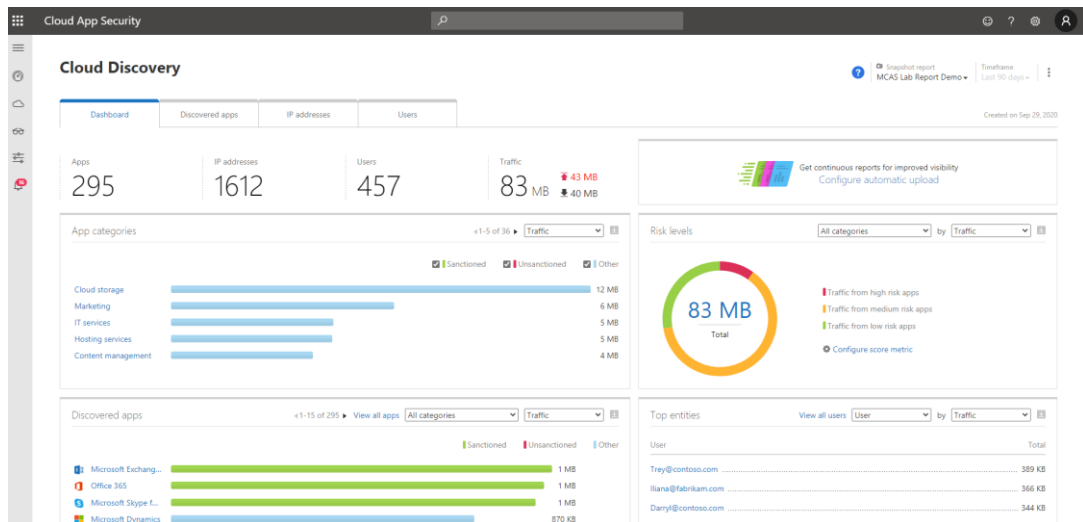 Cloud App Security
Cloud Discovery
Snapshot report
MCAS Lab Report Demo
Timeframe
Last 90 days
Dashboard
Discovered apps
IP addresses
Users
Created on Sep 29, 2020
Apps
295
IP addresses
1612
Users
457
Traffic
83 MB
43 MB
40 MB
Get continuous reports for improved visibility
Configure automatic upload
App categories
1-5 of 36
Traffic
Sanctioned
Unsanctioned
Other
Cloud storage 12 MB
Marketing 6 MB
IT services 5 MB
Hosting services 5 MB
Content management 4 MB
Risk levels
All categories
by
Traffic
83 MB
Total
Traffic from high risk apps
Traffic from medium risk apps
Traffic from low risk apps
Configure score metric
Discovered apps
1-15 of 295
View all apps
All categories
Traffic
Sanctioned
Unsanctioned
Other
Microsoft Exchang... 1 MB
Office 365 1 MB
Microsoft Skype f... 1 MB
Microsoft Dynamics 870 KB
Top entities
View all users
User
by
Traffic
User Total
Trey@contoso.com 389 KB
Iliana@fabrikam.com 366 KB
Darryl@contoso.com 344 KB